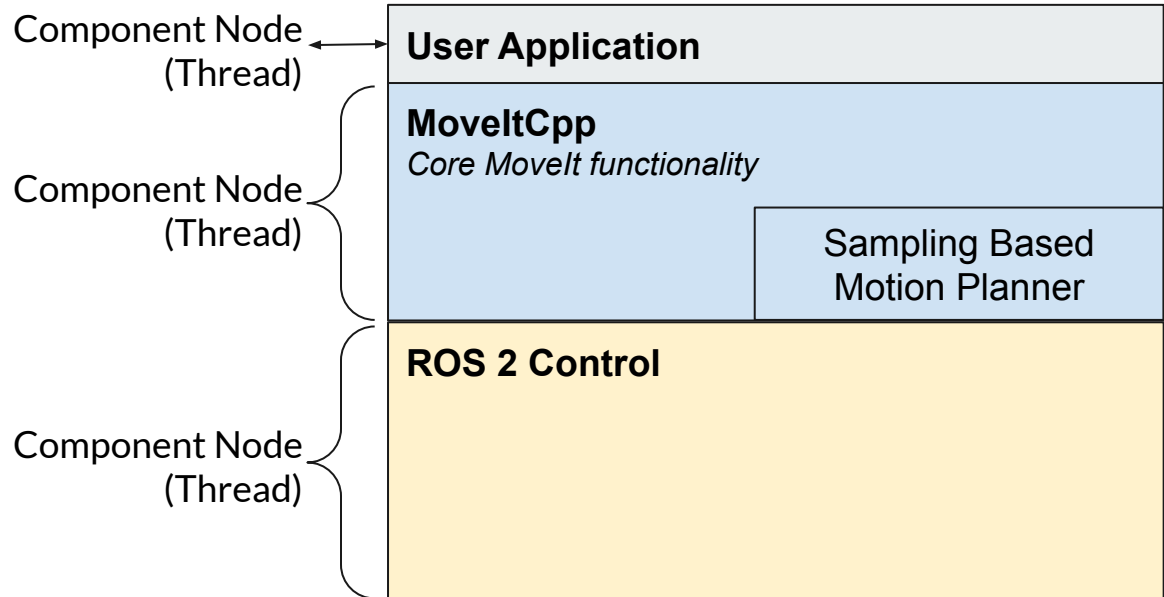 Component Node
(Thread)
User Application
MoveItCpp
Core MoveIt functionality
Component Node
(Thread)
Sampling Based
Motion Planner
ROS 2 Control
Component Node
(Thread)